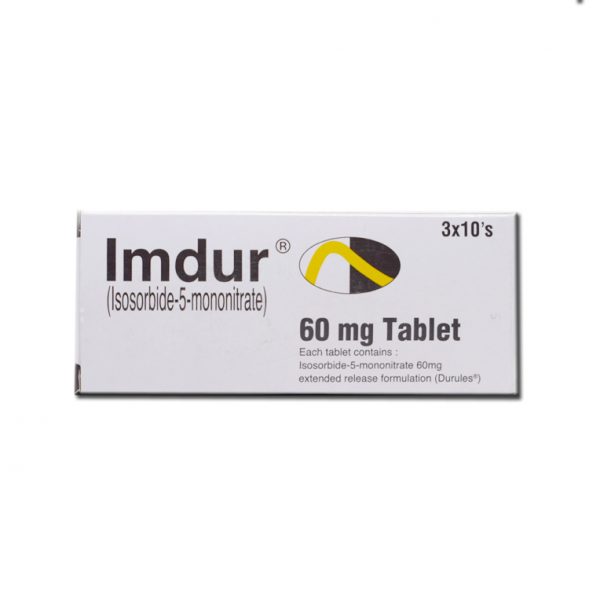 Imdur®
(Isosorbide-5-mononitrate)
3x10's
60 mg Tablet
Each tablet contains :
Isosorbide-5-mononitrate 60mg
extended release formulation (Durules®)